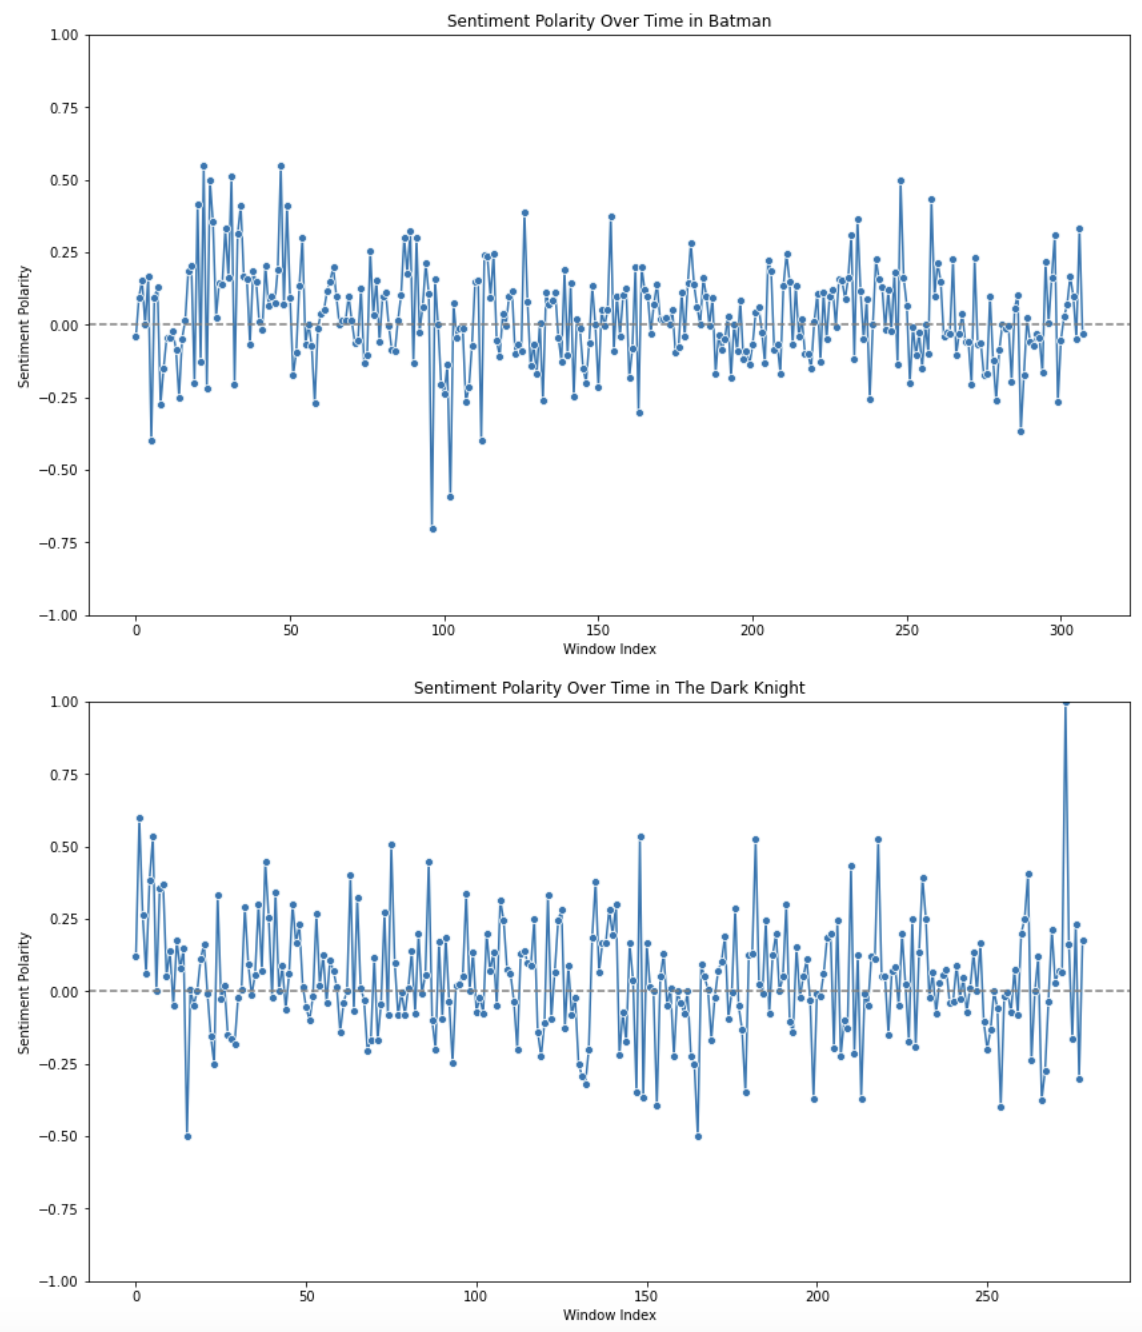 Sentiment Polarity Over Time in Batman
1.00
0.75
0.50
0.25
0.00
−0.25
−0.50
−0.75
−1.00
Sentiment Polarity
0 50 100 150 200 250 300
Window Index
Sentiment Polarity Over Time in The Dark Knight
1.00
0.75
0.50
0.25
0.00
−0.25
−0.50
−0.75
−1.00
Sentiment Polarity
0 50 100 150 200 250
Window Index